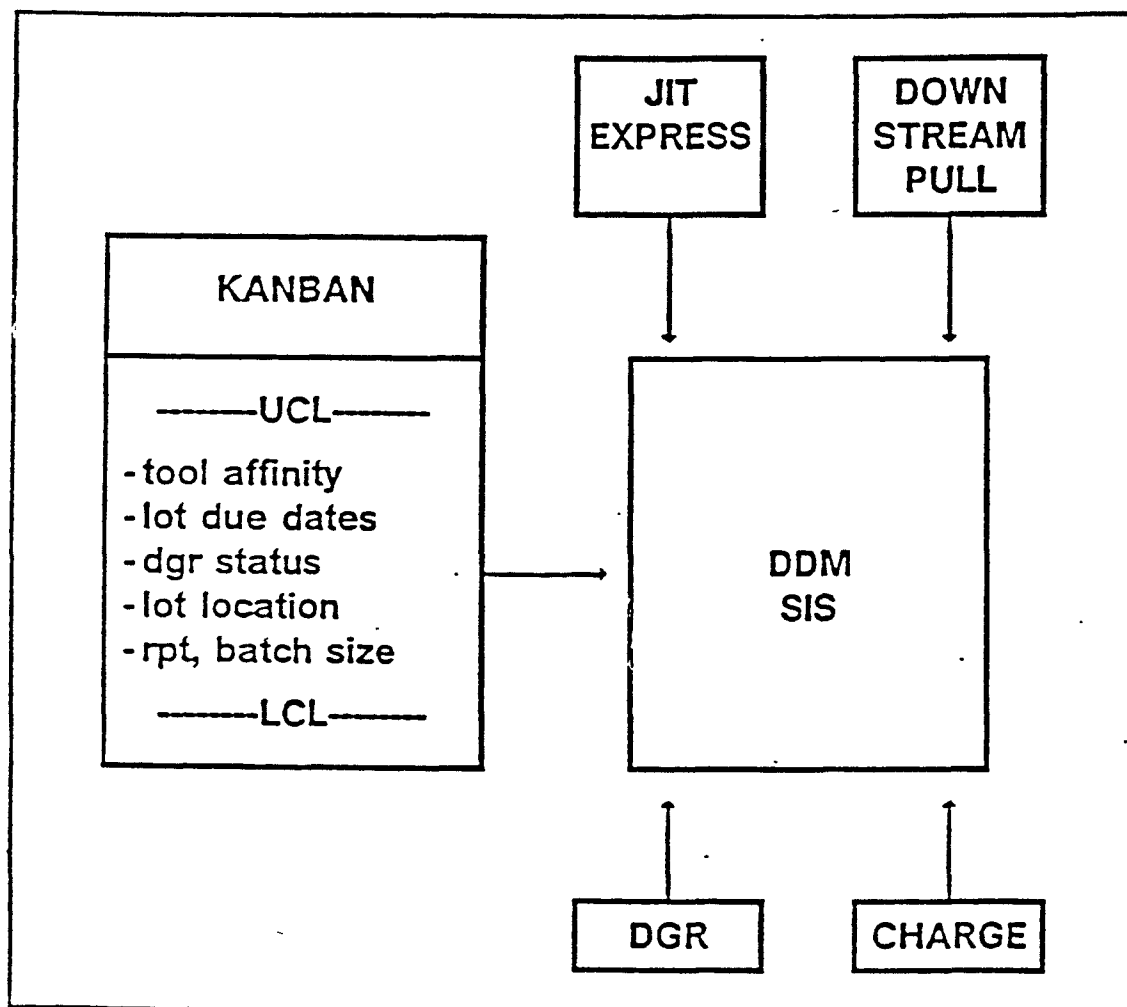 JIT
EXPRESS
DOWN
STREAM
PULL
KANBAN
-------UCL-------
-tool affinity
-lot due dates
-dgr status
-lot location
-rpt, batch size
-------LCL-------
DDM
SIS
DGR
CHARGE